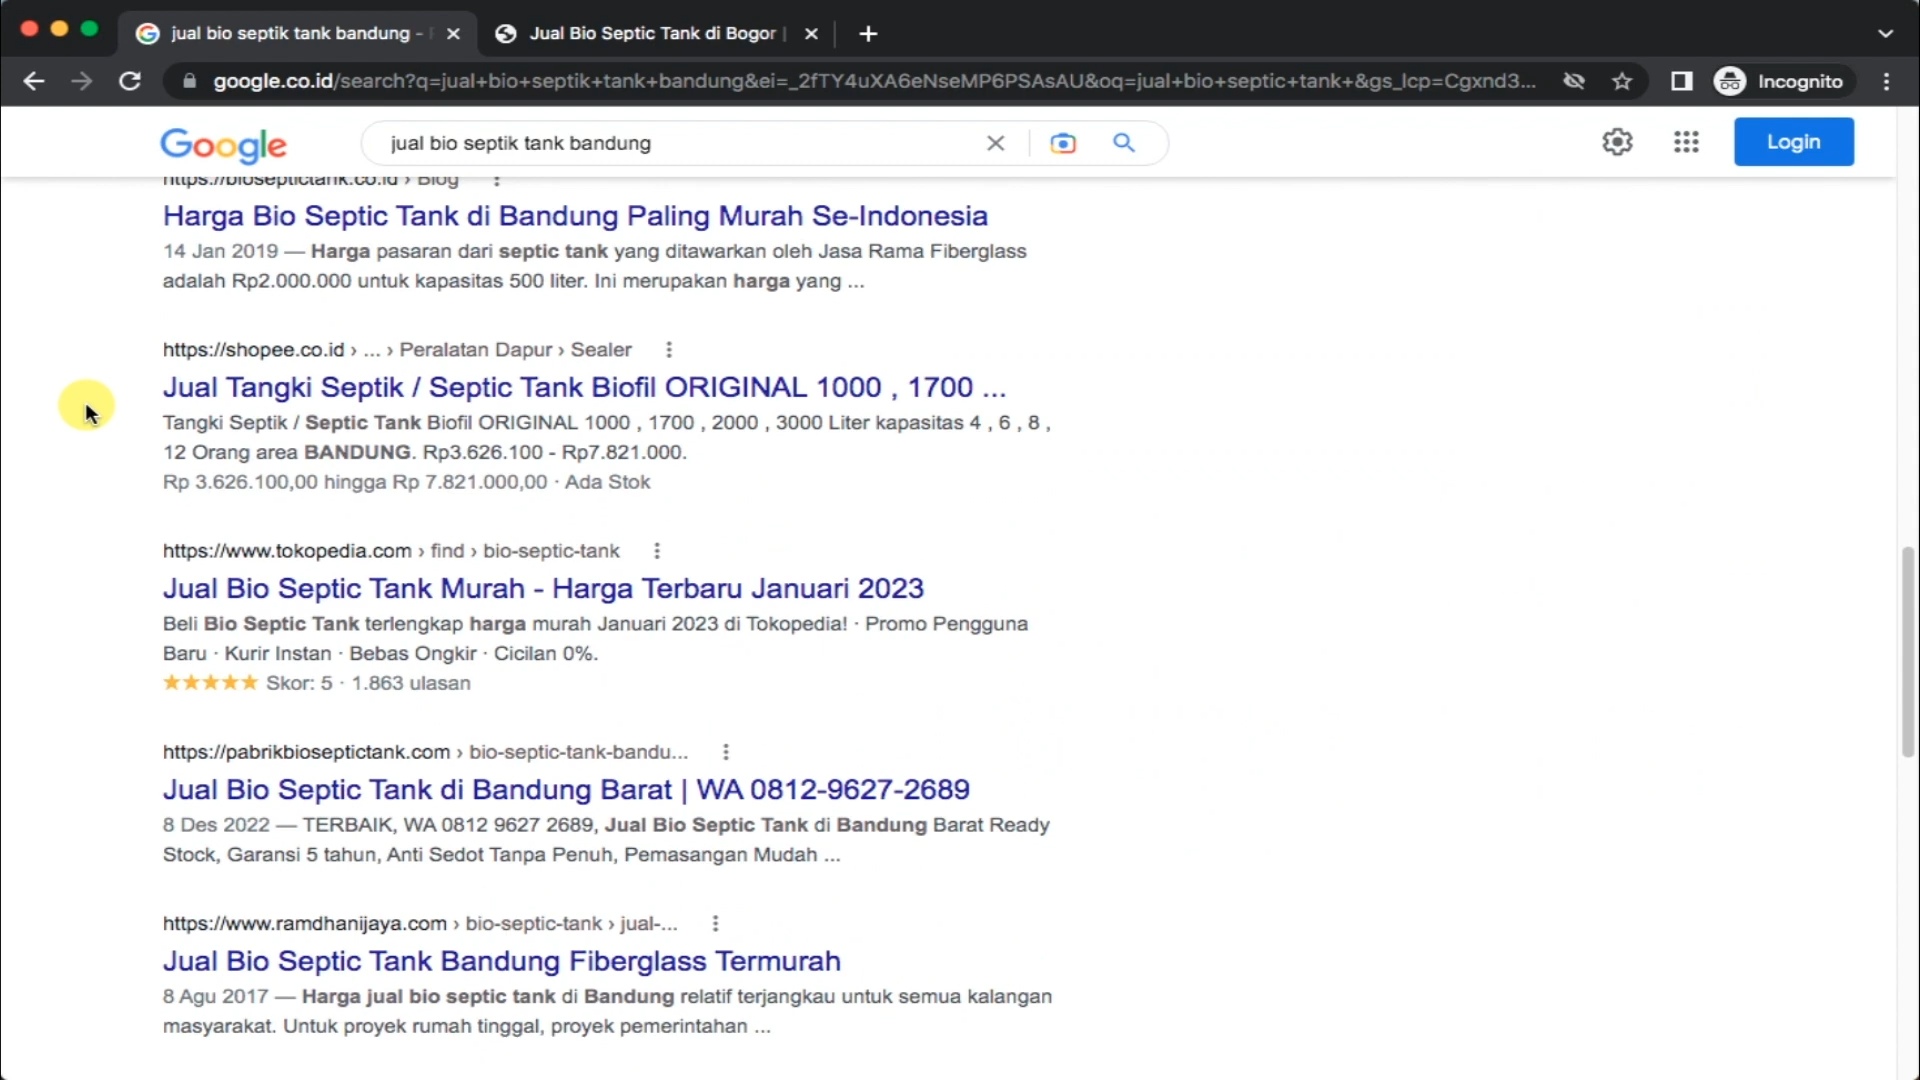 jual bio septik tank bandung -
Jual Bio Septic Tank di Bogor |
google.co.id/search?q=jual+bio+septik+tank+bandung&ei=_2fTY4uXA6eNseMP6PSAsAU&oq=jual+bio+septic+tank+&gs_lcp=Cgxnd3...
Incognito
Google
jual bio septik tank bandung
Login
https://bioseptictank.co.id › Blog
Harga Bio Septic Tank di Bandung Paling Murah Se-Indonesia
14 Jan 2019 — Harga pasaran dari septic tank yang ditawarkan oleh Jasa Rama Fiberglass
adalah Rp2.000.000 untuk kapasitas 500 liter. Ini merupakan harga yang ...
https://shopee.co.id › ... › Peralatan Dapur › Sealer
Jual Tangki Septik / Septic Tank Biofil ORIGINAL 1000 , 1700 ...
Tangki Septik / Septic Tank Biofil ORIGINAL 1000 , 1700 , 2000 , 3000 Liter kapasitas 4 , 6 , 8 ,
12 Orang area BANDUNG. Rp3.626.100 - Rp7.821.000.
Rp 3.626.100,00 hingga Rp 7.821.000,00 · Ada Stok
https://www.tokopedia.com › find › bio-septic-tank
Jual Bio Septic Tank Murah - Harga Terbaru Januari 2023
Beli Bio Septic Tank terlengkap harga murah Januari 2023 di Tokopedia! · Promo Pengguna
Baru · Kurir Instan · Bebas Ongkir · Cicilan 0%.
★★★★★ Skor: 5 · 1.863 ulasan
https://pabrikbioseptictank.com › bio-septic-tank-bandu...
Jual Bio Septic Tank di Bandung Barat | WA 0812-9627-2689
8 Des 2022 — TERBAIK, WA 0812 9627 2689, Jual Bio Septic Tank di Bandung Barat Ready
Stock, Garansi 5 tahun, Anti Sedot Tanpa Penuh, Pemasangan Mudah ...
https://www.ramdhanijaya.com › bio-septic-tank › jual-...
Jual Bio Septic Tank Bandung Fiberglass Termurah
8 Agu 2017 — Harga jual bio septic tank di Bandung relatif terjangkau untuk semua kalangan
masyarakat. Untuk proyek rumah tinggal, proyek pemerintahan ...